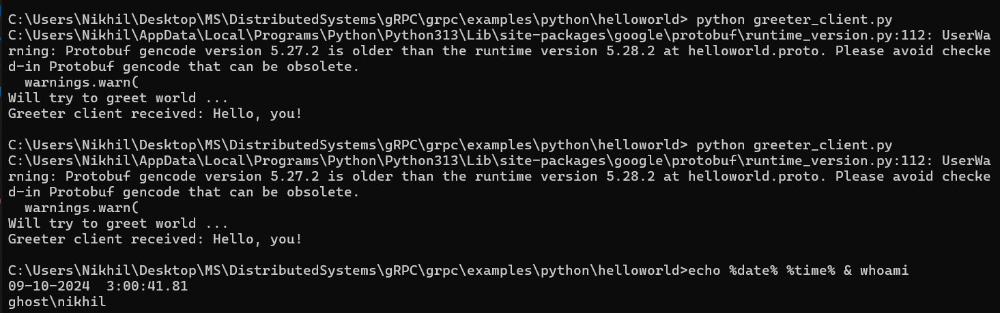 C:\Users\Nikhil\Desktop\MS\DistributedSystems\gRPC\grpc\examples\python\helloworld> python greeter_client.py
C:\Users\Nikhil\AppData\Local\Programs\Python\Python313\Lib\site-packages\google\protobuf\runtime_version.py:112: UserWa
rning: Protobuf gencode version 5.27.2 is older than the runtime version 5.28.2 at helloworld.proto. Please avoid checke
d-in Protobuf gencode that can be obsolete.
  warnings.warn(
Will try to greet world ...
Greeter client received: Hello, you!

C:\Users\Nikhil\Desktop\MS\DistributedSystems\gRPC\grpc\examples\python\helloworld> python greeter_client.py
C:\Users\Nikhil\AppData\Local\Programs\Python\Python313\Lib\site-packages\google\protobuf\runtime_version.py:112: UserWa
rning: Protobuf gencode version 5.27.2 is older than the runtime version 5.28.2 at helloworld.proto. Please avoid checke
d-in Protobuf gencode that can be obsolete.
  warnings.warn(
Will try to greet world ...
Greeter client received: Hello, you!

C:\Users\Nikhil\Desktop\MS\DistributedSystems\gRPC\grpc\examples\python\helloworld>echo %date% %time% & whoami
09-10-2024  3:00:41.81
ghost\nikhil